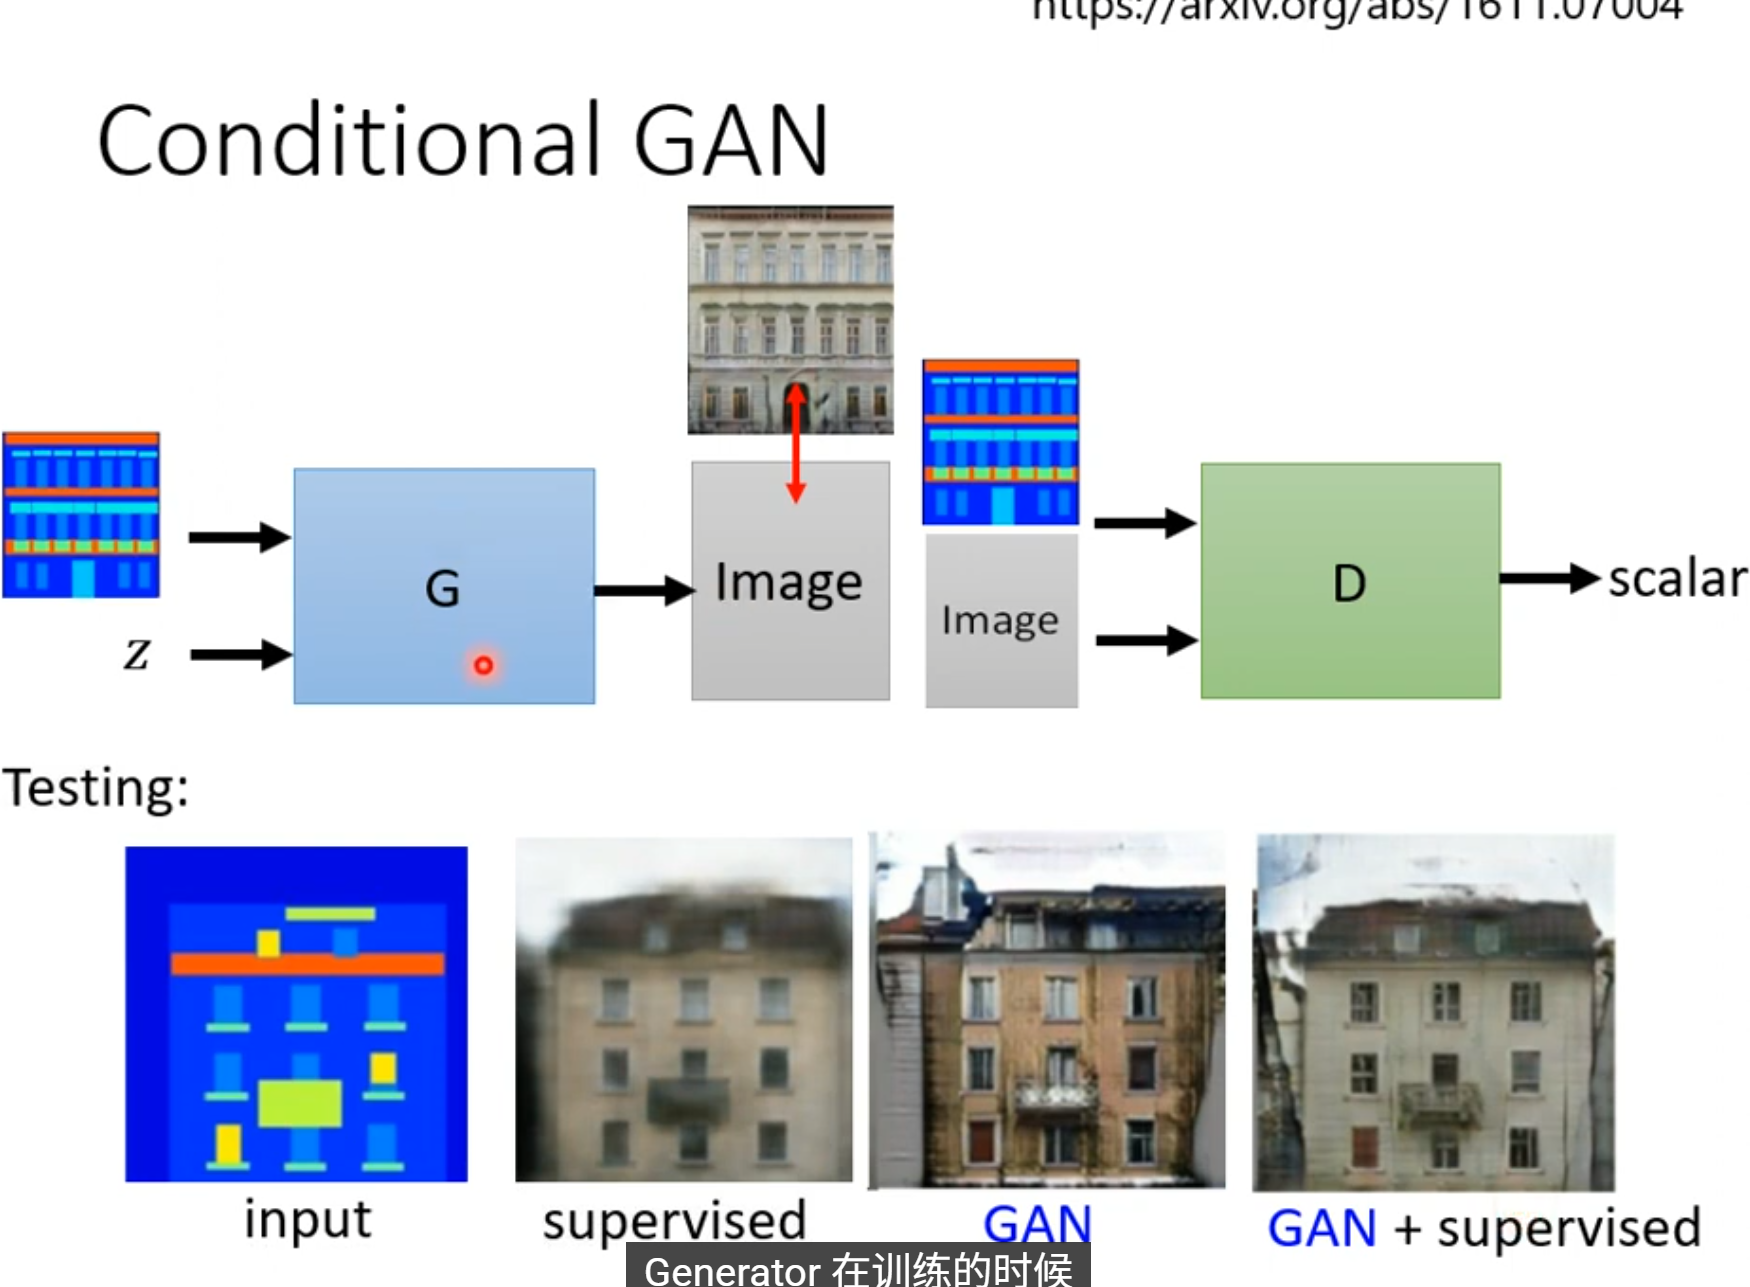 https://arxiv.org/abs/1611.07004
Conditional GAN
G
z
Image
Image
D
scalar
Testing:
input
supervised
GAN
GAN + supervised
Generator 在训练的时候